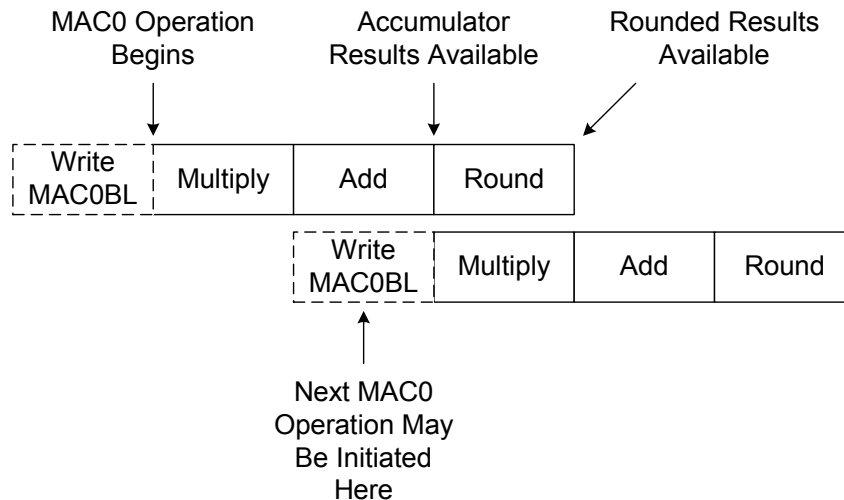 MAC0 Operation
Begins
Accumulator
Results Available
Rounded Results
Available
Write
MAC0BL
Multiply
Add
Round
Write
MAC0BL
Multiply
Add
Round
Next MAC0
Operation May
Be Initiated
Here